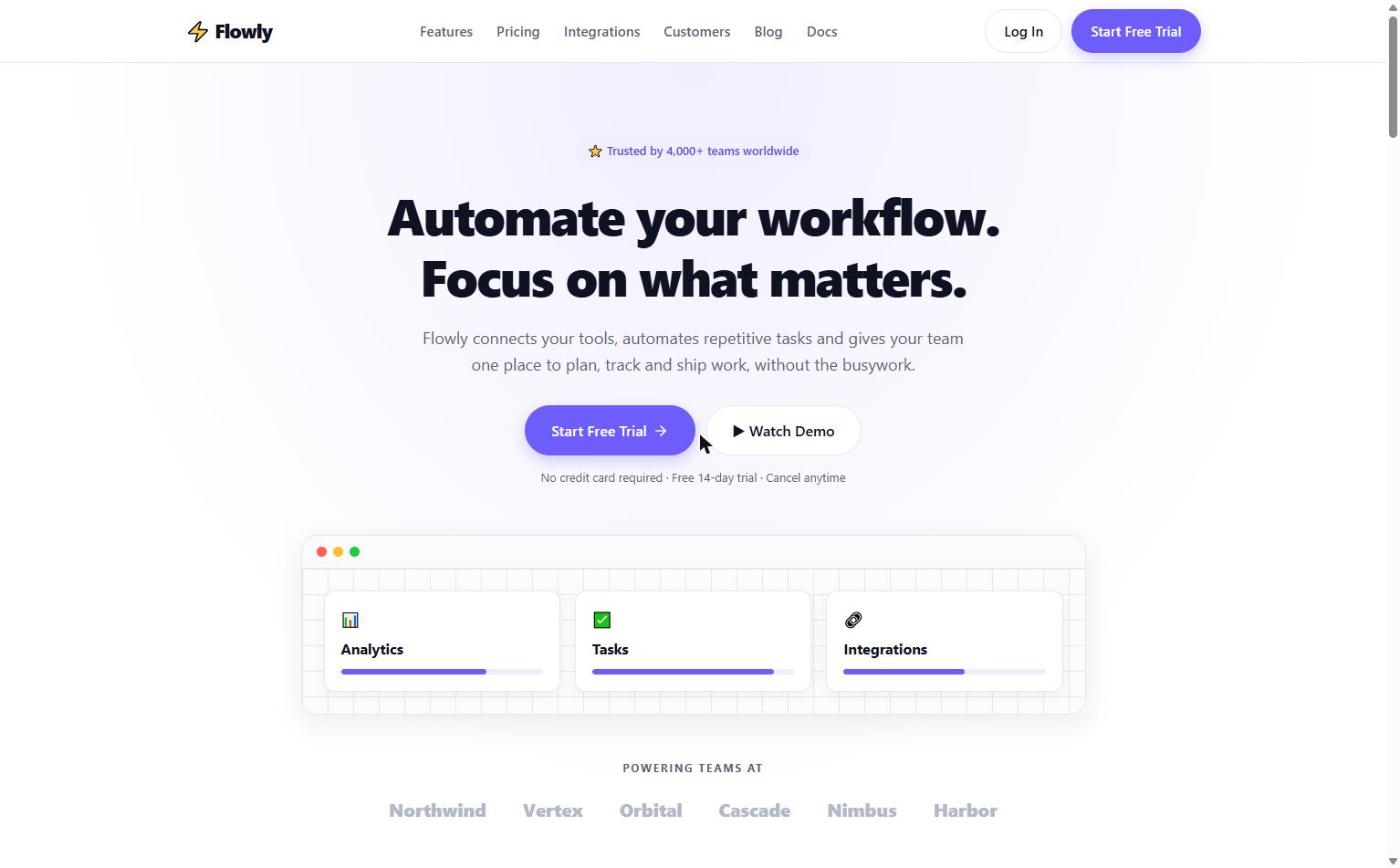 ⚡ Flowly
Features
Pricing
Integrations
Customers
Blog
Docs
Log In
Start Free Trial
⭐ Trusted by 4,000+ teams worldwide
Automate your workflow.
Focus on what matters.
Flowly connects your tools, automates repetitive tasks and gives your team
one place to plan, track and ship work, without the busywork.
Start Free Trial →
▶ Watch Demo
No credit card required · Free 14-day trial · Cancel anytime
Analytics
Tasks
Integrations
POWERING TEAMS AT
Northwind
Vertex
Orbital
Cascade
Nimbus
Harbor